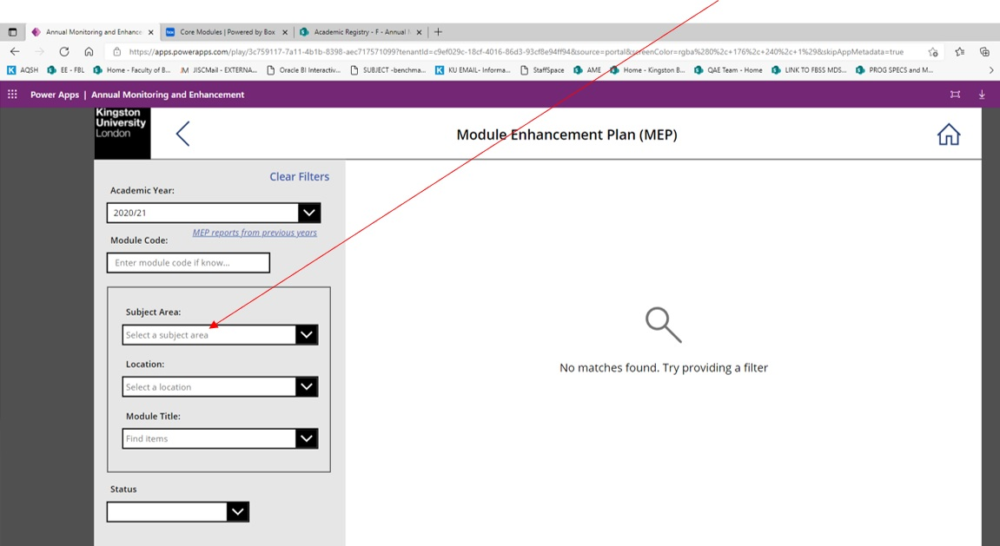 Annual Monitoring and Enhance
Core Modules | Powered by Box
Academic Registry - F - Annual
https://apps.powerapps.com/play/3c759117-7a11-4b1b-8398-aec717571099?tenantId=c9ef029c-18cf-4016-86d3-93cf8e94ff94&source=portal&screenColor=rgba%280%2c+176%2c+240%2c+1%29&skipAppMetadata=true
AQSH
EE - FBL
Home - Faculty of B...
JISCMail - EXTERNA...
Oracle BI Interactiv...
SUBJECT -benchma...
KU EMAIL- Informa...
StaffSpace
AME
Home - Kingston B...
QAE Team - Home
LINK TO FBSS MDS...
PROG SPECS and M...
Power Apps | Annual Monitoring and Enhancement
Kingston
University
London
Module Enhancement Plan (MEP)
Clear Filters
Academic Year:
2020/21
MEP reports from previous years
Module Code:
Enter module code if know...
Subject Area:
Select a subject area
Location:
Select a location
Module Title:
Find items
Status
No matches found. Try providing a filter